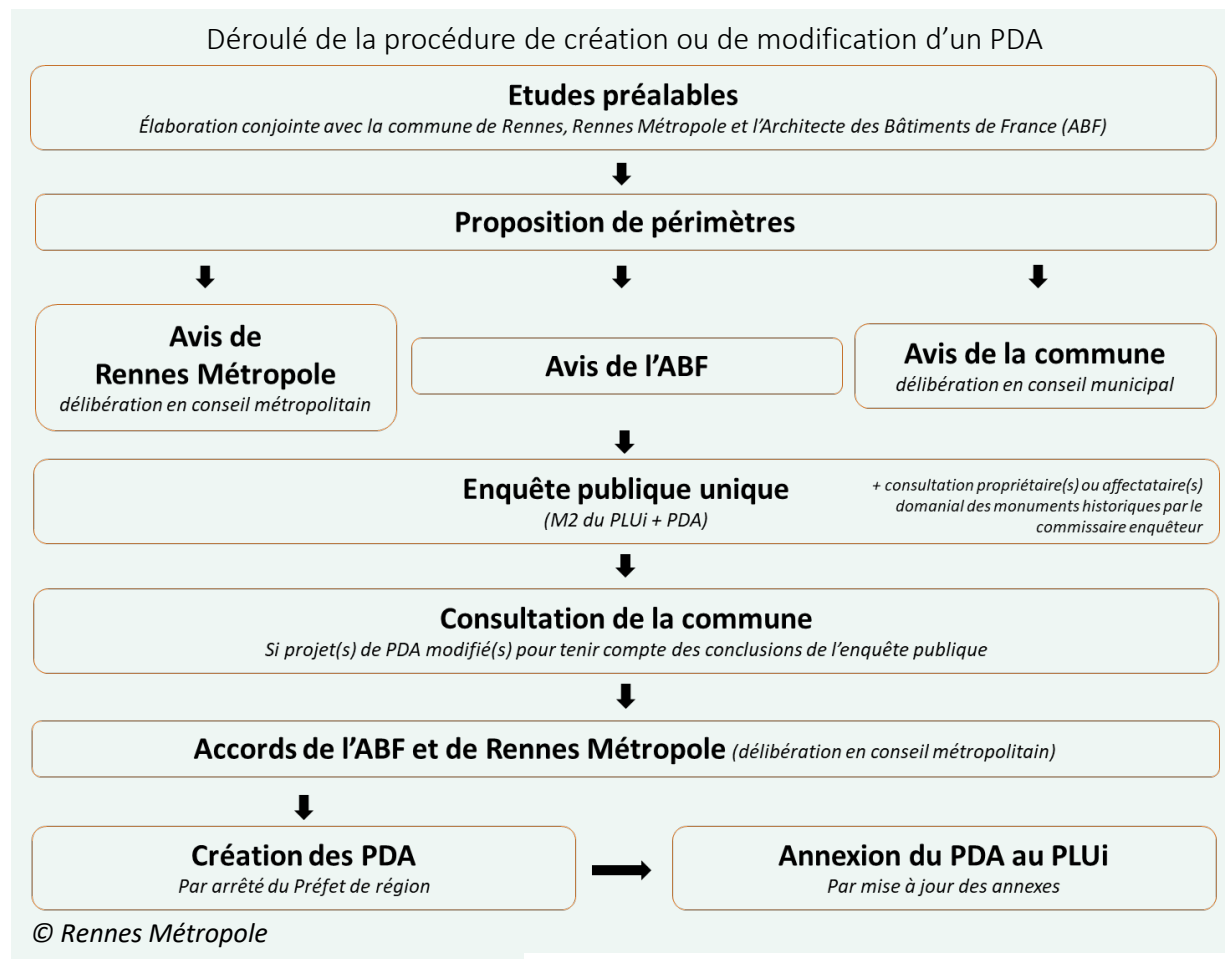 Déroulé de la procédure de création ou de modification d’un PDA
Etudes préalables
Élaboration conjointe avec la commune de Rennes, Rennes Métropole et l’Architecte des Bâtiments de France (ABF)
Proposition de périmètres
Avis de
Rennes Métropole
délibération en conseil métropolitain
Avis de l’ABF
Avis de la commune
délibération en conseil municipal
Enquête publique unique
(M2 du PLUi + PDA)
+ consultation propriétaire(s) ou affectataire(s)
domanial des monuments historiques par le
commissaire enquêteur
Consultation de la commune
Si projet(s) de PDA modifié(s) pour tenir compte des conclusions de l’enquête publique
Accords de l’ABF et de Rennes Métropole (délibération en conseil métropolitain)
Création des PDA
Par arrêté du Préfet de région
Annexion du PDA au PLUi
Par mise à jour des annexes
© Rennes Métropole